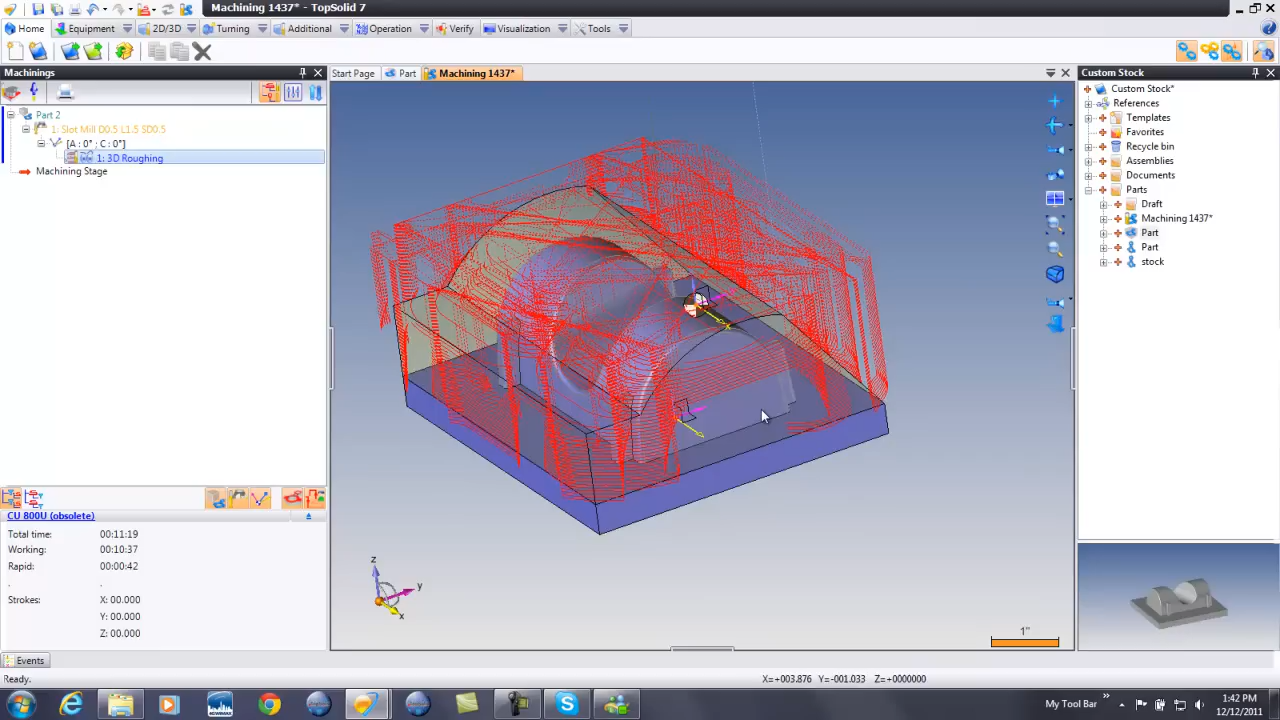 Machining 1437* - TopSolid 7
Home
Equipment
2D/3D
Turning
Additional
Operation
Verify
Visualization
Tools
Machinings
Part 2
1: Slot Mill D0.5 L1.5 SD0.5
[A : 0° ; C : 0°]
1: 3D Roughing
Machining Stage
CU 800U (obsolete)
Total time: 00:11:19
Working: 00:10:37
Rapid: 00:00:42
. .
Strokes: X: 00.000
Y: 00.000
Z: 00.000
Start Page
Part
Machining 1437*
z
y
x
1"
Custom Stock
Custom Stock*
References
Templates
Favorites
Recycle bin
Assemblies
Documents
Parts
Draft
Machining 1437*
Part
Part
stock
Events
Ready.
X=+003.876 Y=-001.033 Z=+0000000
My Tool Bar
»
1:42 PM
12/12/2011